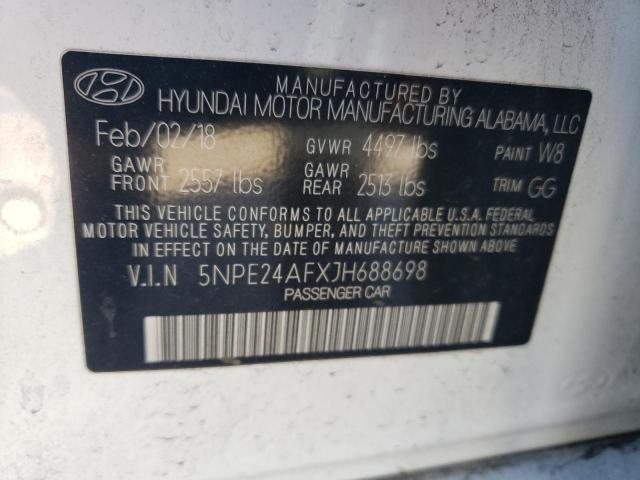 MANUFACTURED BY
HYUNDAI MOTOR MANUFACTURING ALABAMA, LLC
Feb/02/18 GVWR 4497 lbs PAINT W8
GAWR FRONT 2557 lbs GAWR REAR 2513 lbs TRIM GG
THIS VEHICLE CONFORMS TO ALL APPLICABLE U.S.A. FEDERAL
MOTOR VEHICLE SAFETY, BUMPER, AND THEFT PREVENTION STANDARDS
IN EFFECT ON THE DATE OF MANUFACTURE SHOWN ABOVE.
V.I.N 5NPE24AFXJH688698
PASSENGER CAR